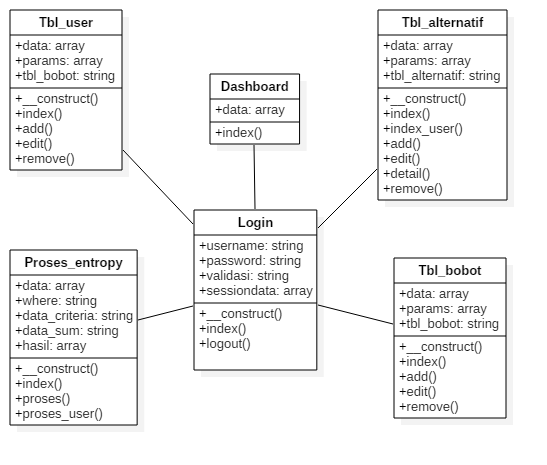 Tbl_user
+data: array
+params: array
+tbl_bobot: string
+__construct()
+index()
+add()
+edit()
+remove()
Dashboard
+data: array
+index()
Tbl_alternatif
+data: array
+params: array
+tbl_alternatif: string
+__construct()
+index()
+index_user()
+add()
+edit()
+detail()
+remove()
Login
+username: string
+password: string
+validasi: string
+sessiondata: array
+__construct()
+index()
+logout()
Proses_entropy
+data: array
+where: string
+data_criteria: string
+data_sum: string
+hasil: array
+__construct()
+index()
+proses()
+proses_user()
Tbl_bobot
+data: array
+params: array
+tbl_bobot: string
+__construct()
+index()
+add()
+edit()
+remove()